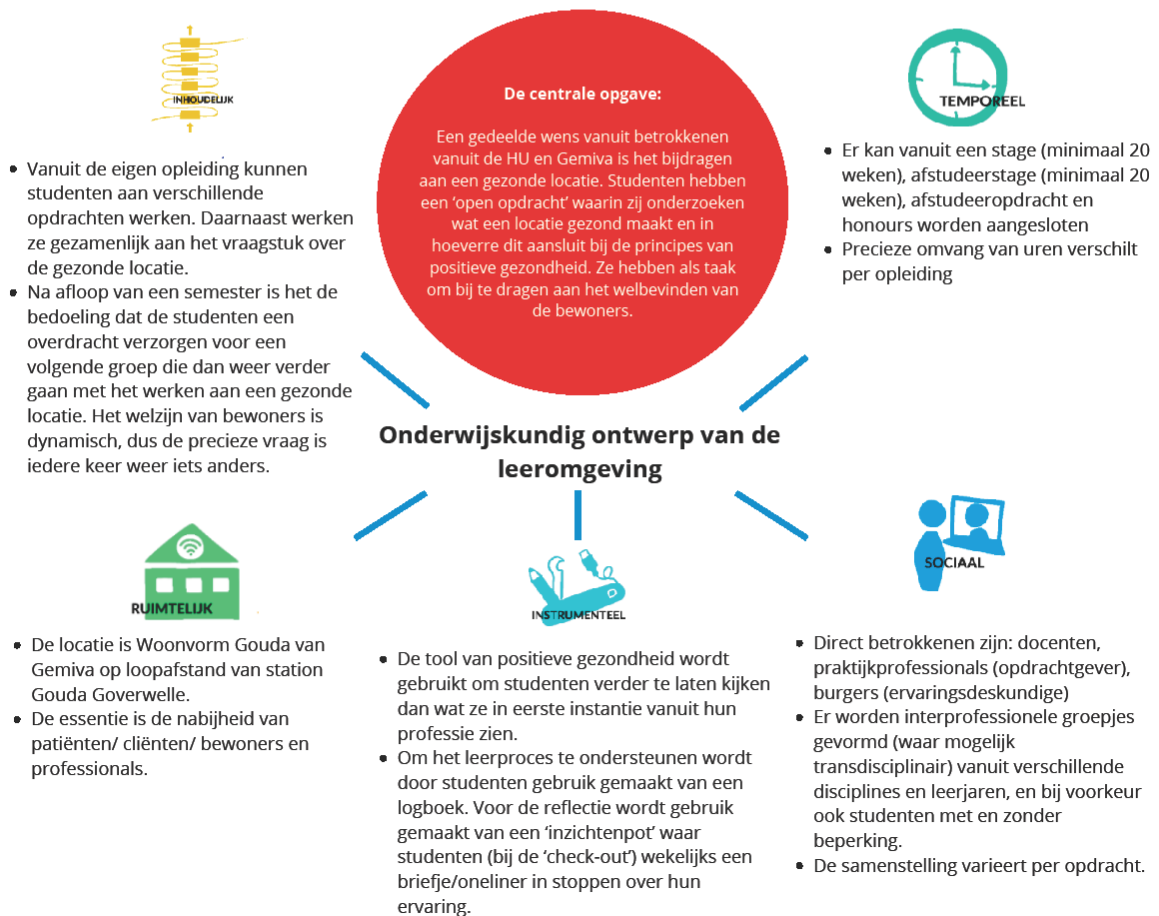 De centrale opgave:
Een gedeelde wens vanuit betrokkenen
vanuit de HU en Gemiva is het bijdragen
aan een gezonde locatie. Studenten hebben
een ‘open opdracht’ waarin zij onderzoeken
wat een locatie gezond maakt en in
hoeverre dit aansluit bij de principes van
positieve gezondheid. Ze hebben als taak
om bij te dragen aan het welbevinden van
de bewoners.
INHOUDELIJK
• Vanuit de eigen opleiding kunnen
studenten aan verschillende
opdrachten werken. Daarnaast werken
ze gezamenlijk aan het vraagstuk over
de gezonde locatie.
• Na afloop van een semester is het de
bedoeling dat de studenten een
overdracht verzorgen voor een
volgende groep die dan weer verder
gaan met het werken aan een gezonde
locatie. Het welzijn van bewoners is
dynamisch, dus de precieze vraag is
iedere keer weer iets anders.
TEMPOREEL
• Er kan vanuit een stage (minimaal 20
weken), afstudeerstage (minimaal 20
weken), afstudeeropdracht en
honours worden aangesloten
• Precieze omvang van uren verschilt
per opleiding
Onderwijskundig ontwerp van de
leeromgeving
RUIMTELIJK
• De locatie is Woonvorm Gouda van
Gemiva op loopafstand van station
Gouda Goverwelle.
• De essentie is de nabijheid van
patiënten/ cliënten/ bewoners en
professionals.
INSTRUMENTEEL
• De tool van positieve gezondheid wordt
gebruikt om studenten verder te laten kijken
dan wat ze in eerste instantie vanuit hun
professie zien.
• Om het leerproces te ondersteunen wordt
door studenten gebruik gemaakt van een
logboek. Voor de reflectie wordt gebruik
gemaakt van een ‘inzichtenpot’ waar
studenten (bij de ‘check-out’) wekelijks een
briefje/oneliner in stoppen over hun
ervaring.
SOCIAAL
• Direct betrokkenen zijn: docenten,
praktijkprofessionals (opdrachtgever),
burgers (ervaringsdeskundige)
• Er worden interprofessionele groepjes
gevormd (waar mogelijk
transdisciplinair) vanuit verschillende
disciplines en leerjaren, en bij voorkeur
ook studenten met en zonder
beperking.
• De samenstelling varieert per opdracht.